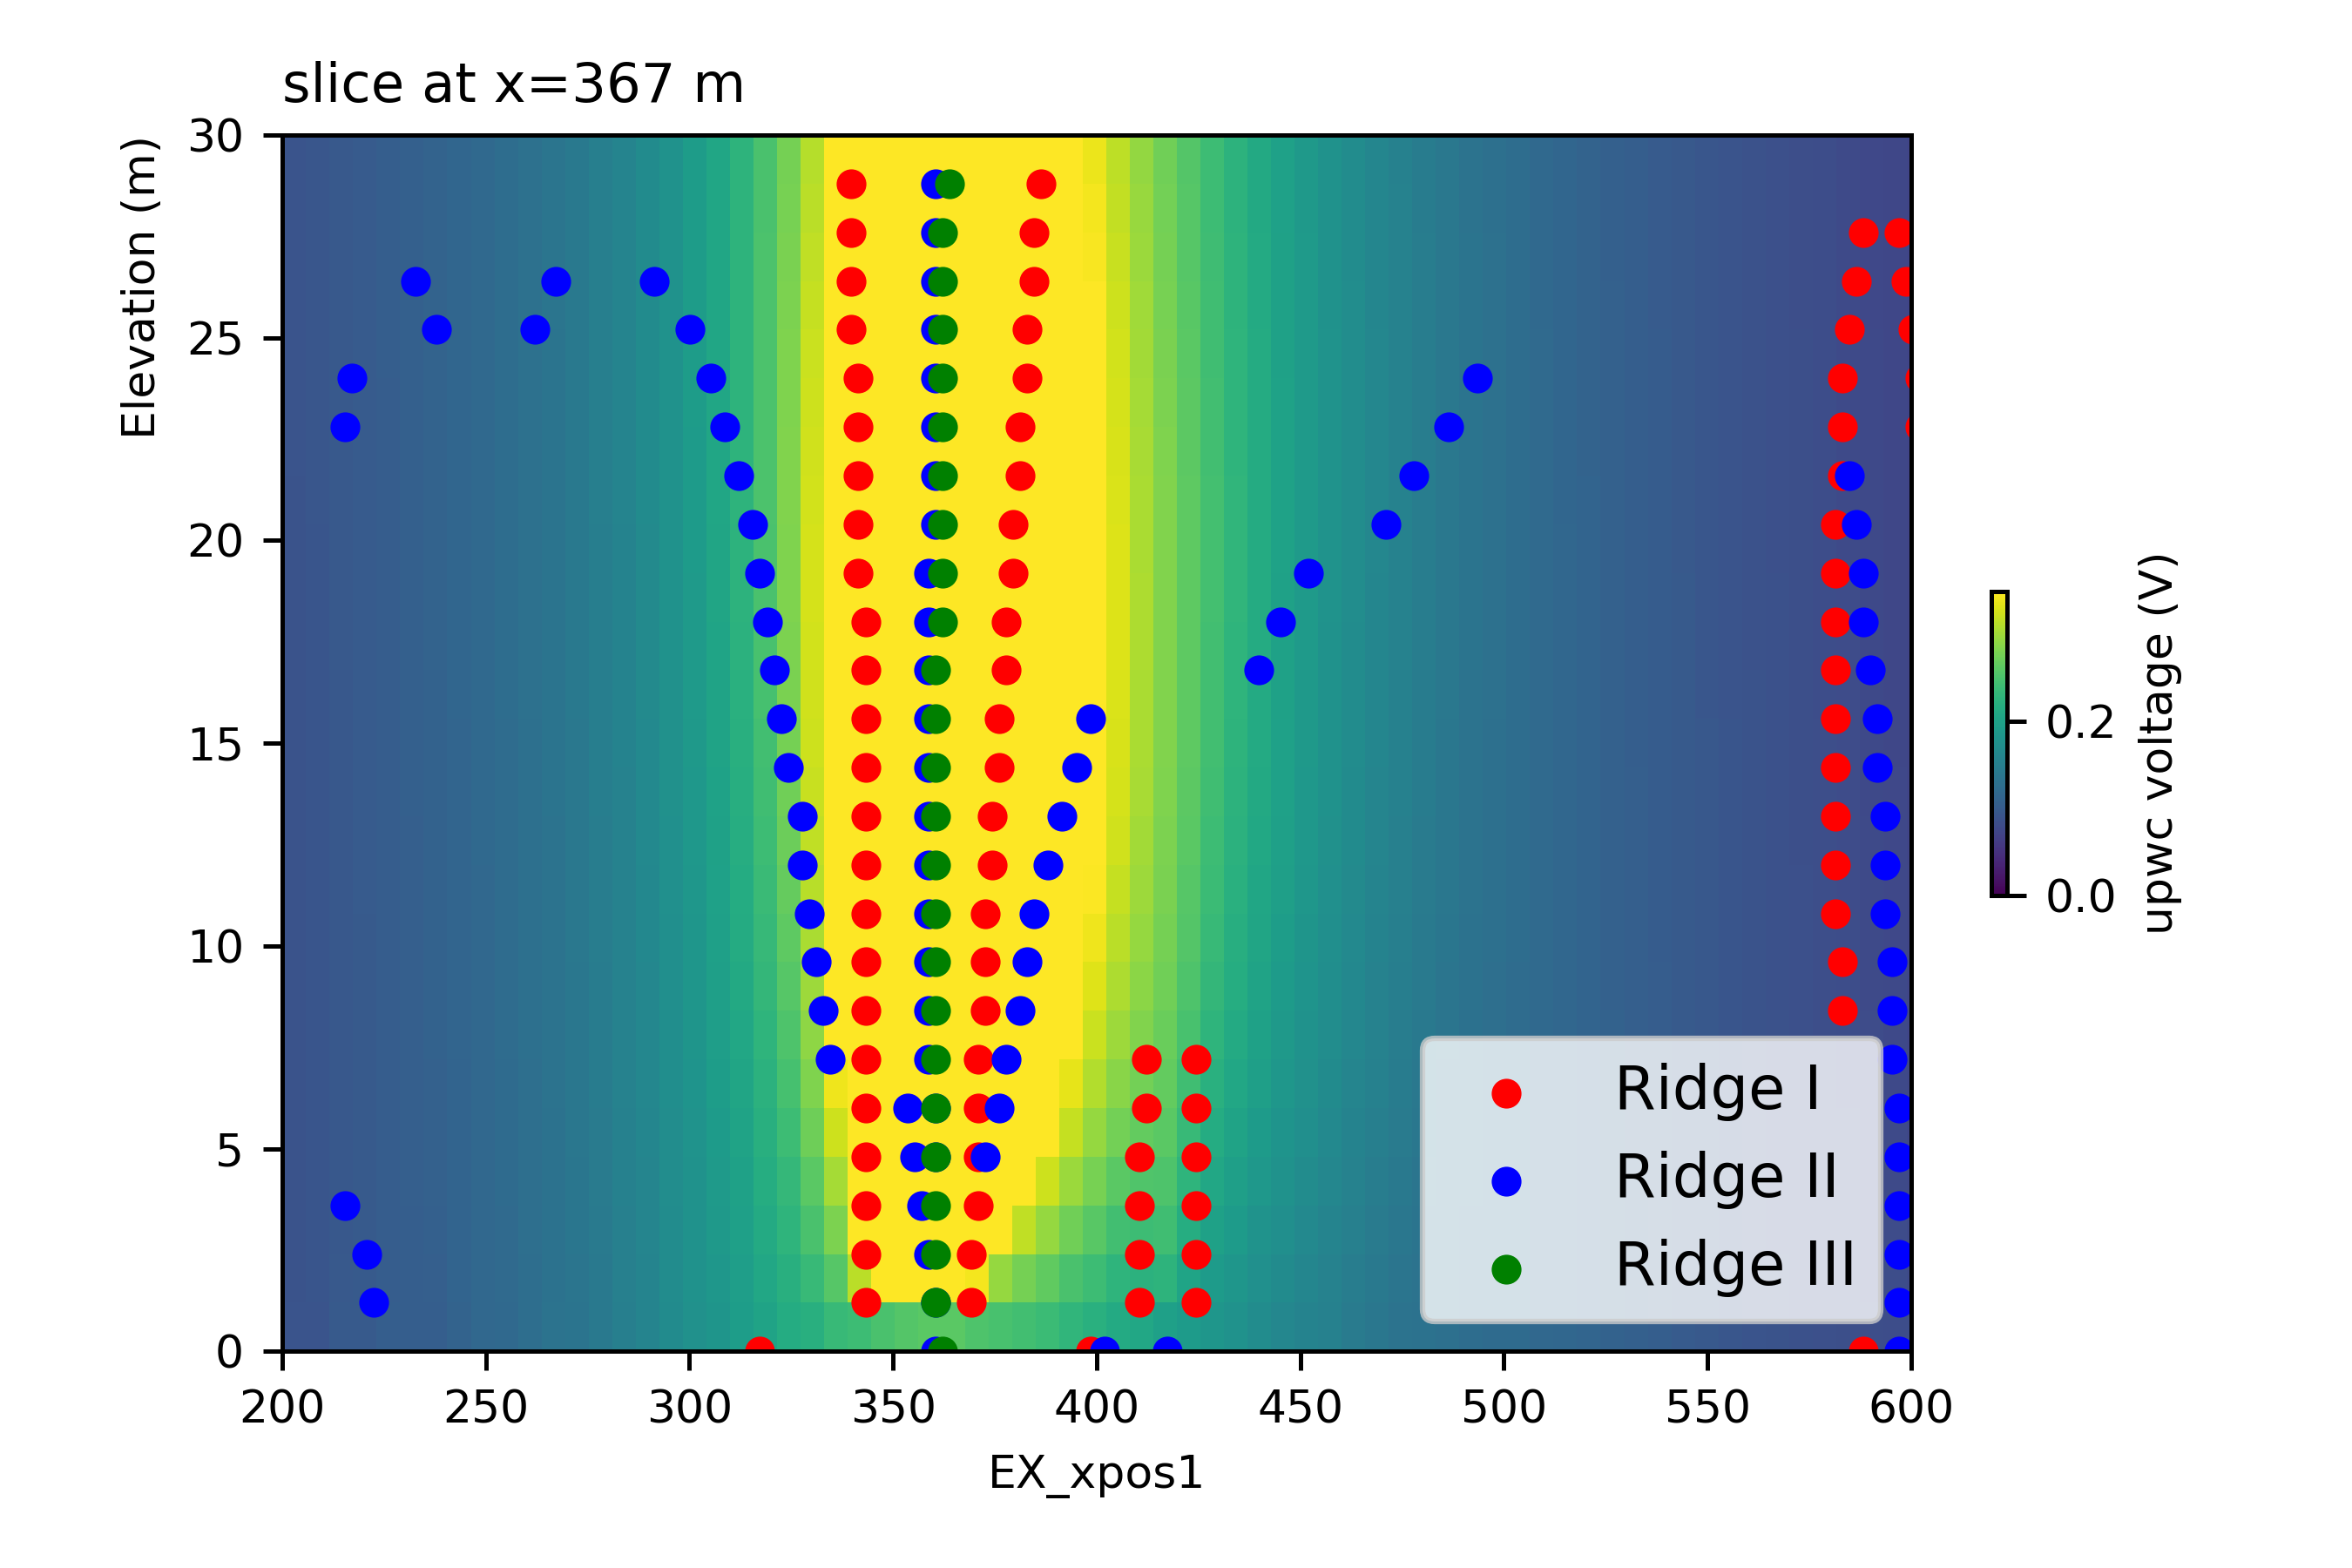 slice at x=367 m
Elevation (m)
30
25
20
15
10
5
0
200 250 300 350 400 450 500 550 600
EX_xpos1
Ridge I
Ridge II
Ridge III
0.2
0.0
upwc voltage (V)